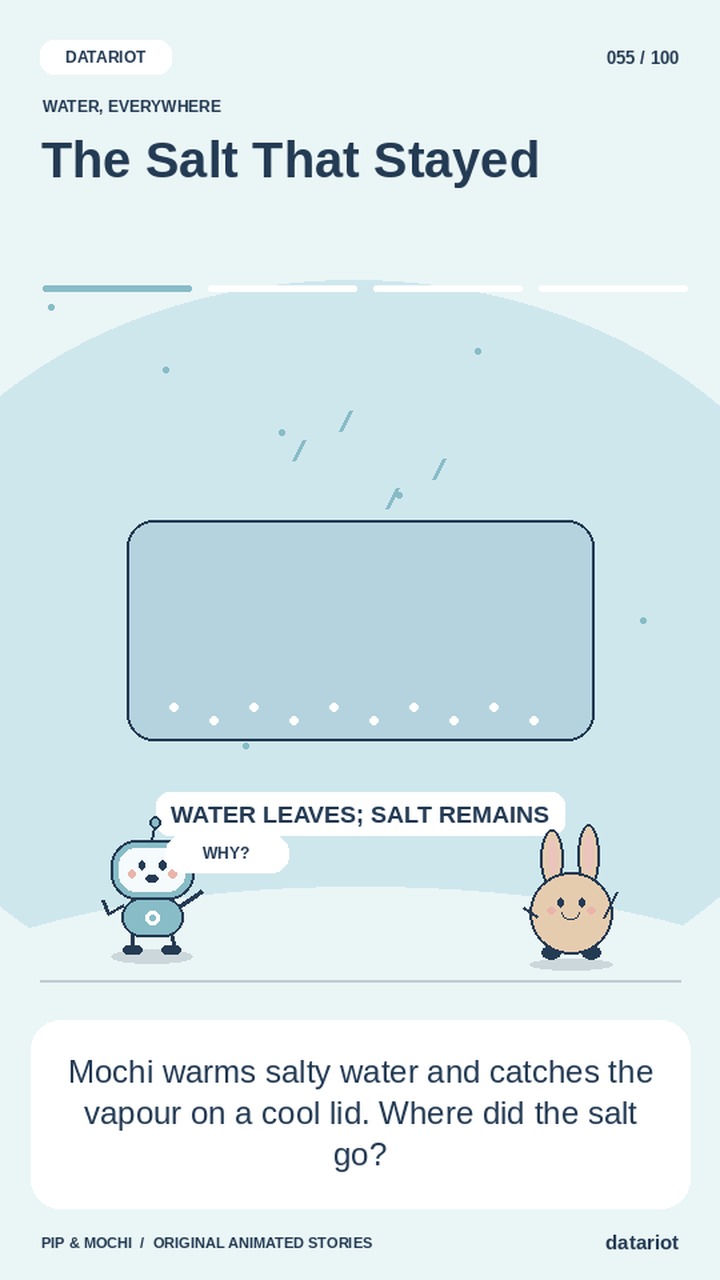 DATARIOT
055 / 100
WATER, EVERYWHERE
The Salt That Stayed
WATER LEAVES; SALT REMAINS
WHY?
Mochi warms salty water and catches the
vapour on a cool lid. Where did the salt
go?
PIP & MOCHI / ORIGINAL ANIMATED STORIES
datariot